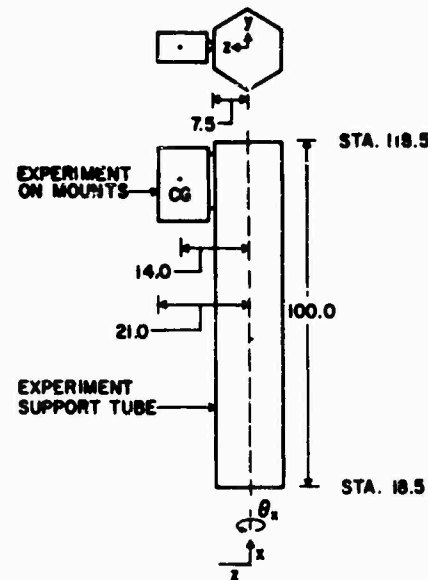 y
z
7.5
STA. 118.5
EXPERIMENT
ON MOUNTS
CG
14.0
100.0
21.0
EXPERIMENT
SUPPORT TUBE
STA. 18.5
θx
x
z